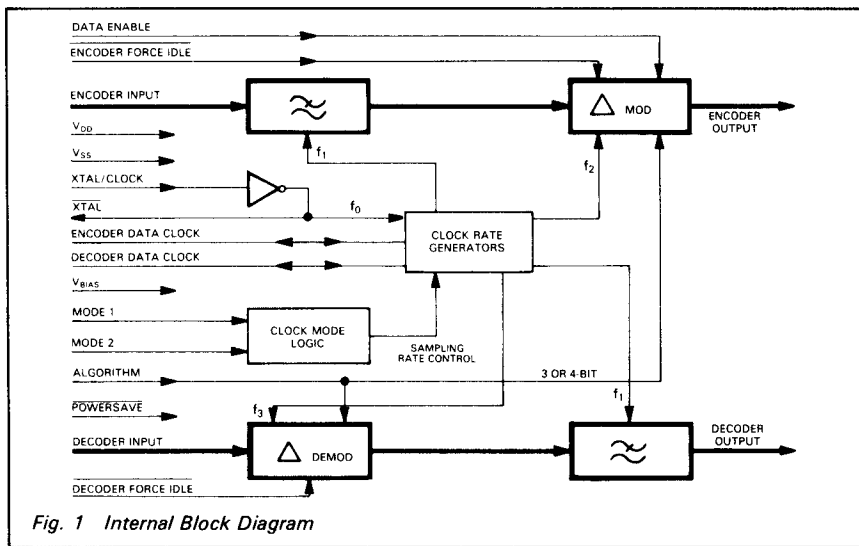 DATA ENABLE
ENCODER FORCE IDLE
ENCODER INPUT
MOD
ENCODER
OUTPUT
VDD
VSS
f1
f2
XTAL/CLOCK
XTAL
f0
CLOCK RATE
GENERATORS
ENCODER DATA CLOCK
DECODER DATA CLOCK
VBIAS
MODE 1
MODE 2
CLOCK MODE
LOGIC
SAMPLING
RATE CONTROL
ALGORITHM
3 OR 4-BIT
POWERSAVE
f3
f1
DECODER INPUT
DEMOD
DECODER
OUTPUT
DECODER FORCE IDLE
Fig. 1 Internal Block Diagram